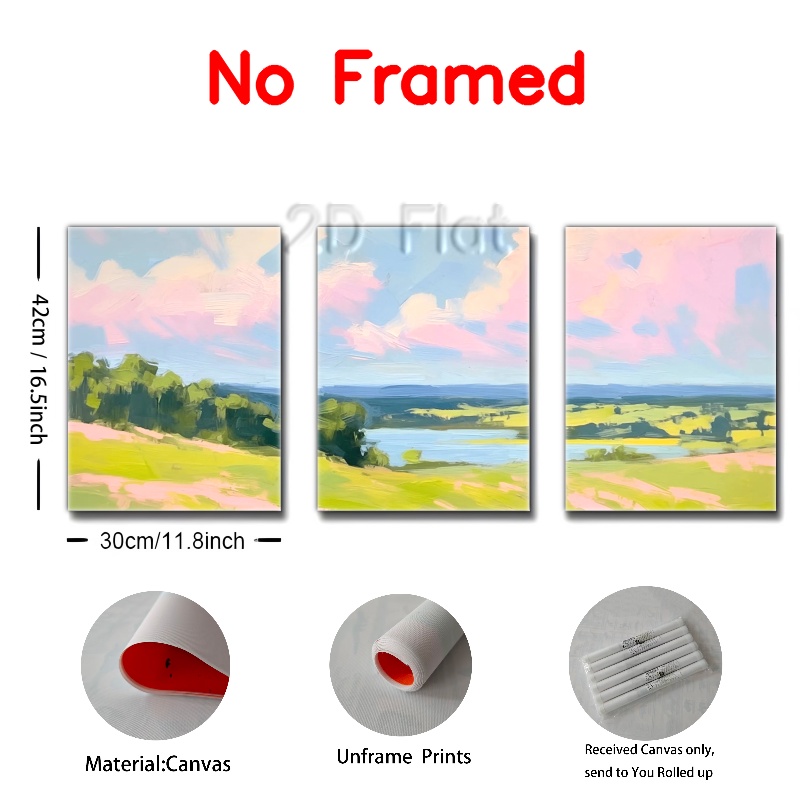 No Framed
2D Flat
42cm / 16.5inch
30cm/11.8inch
Material:Canvas
Unframe Prints
Received Canvas only,
send to You Rolled up